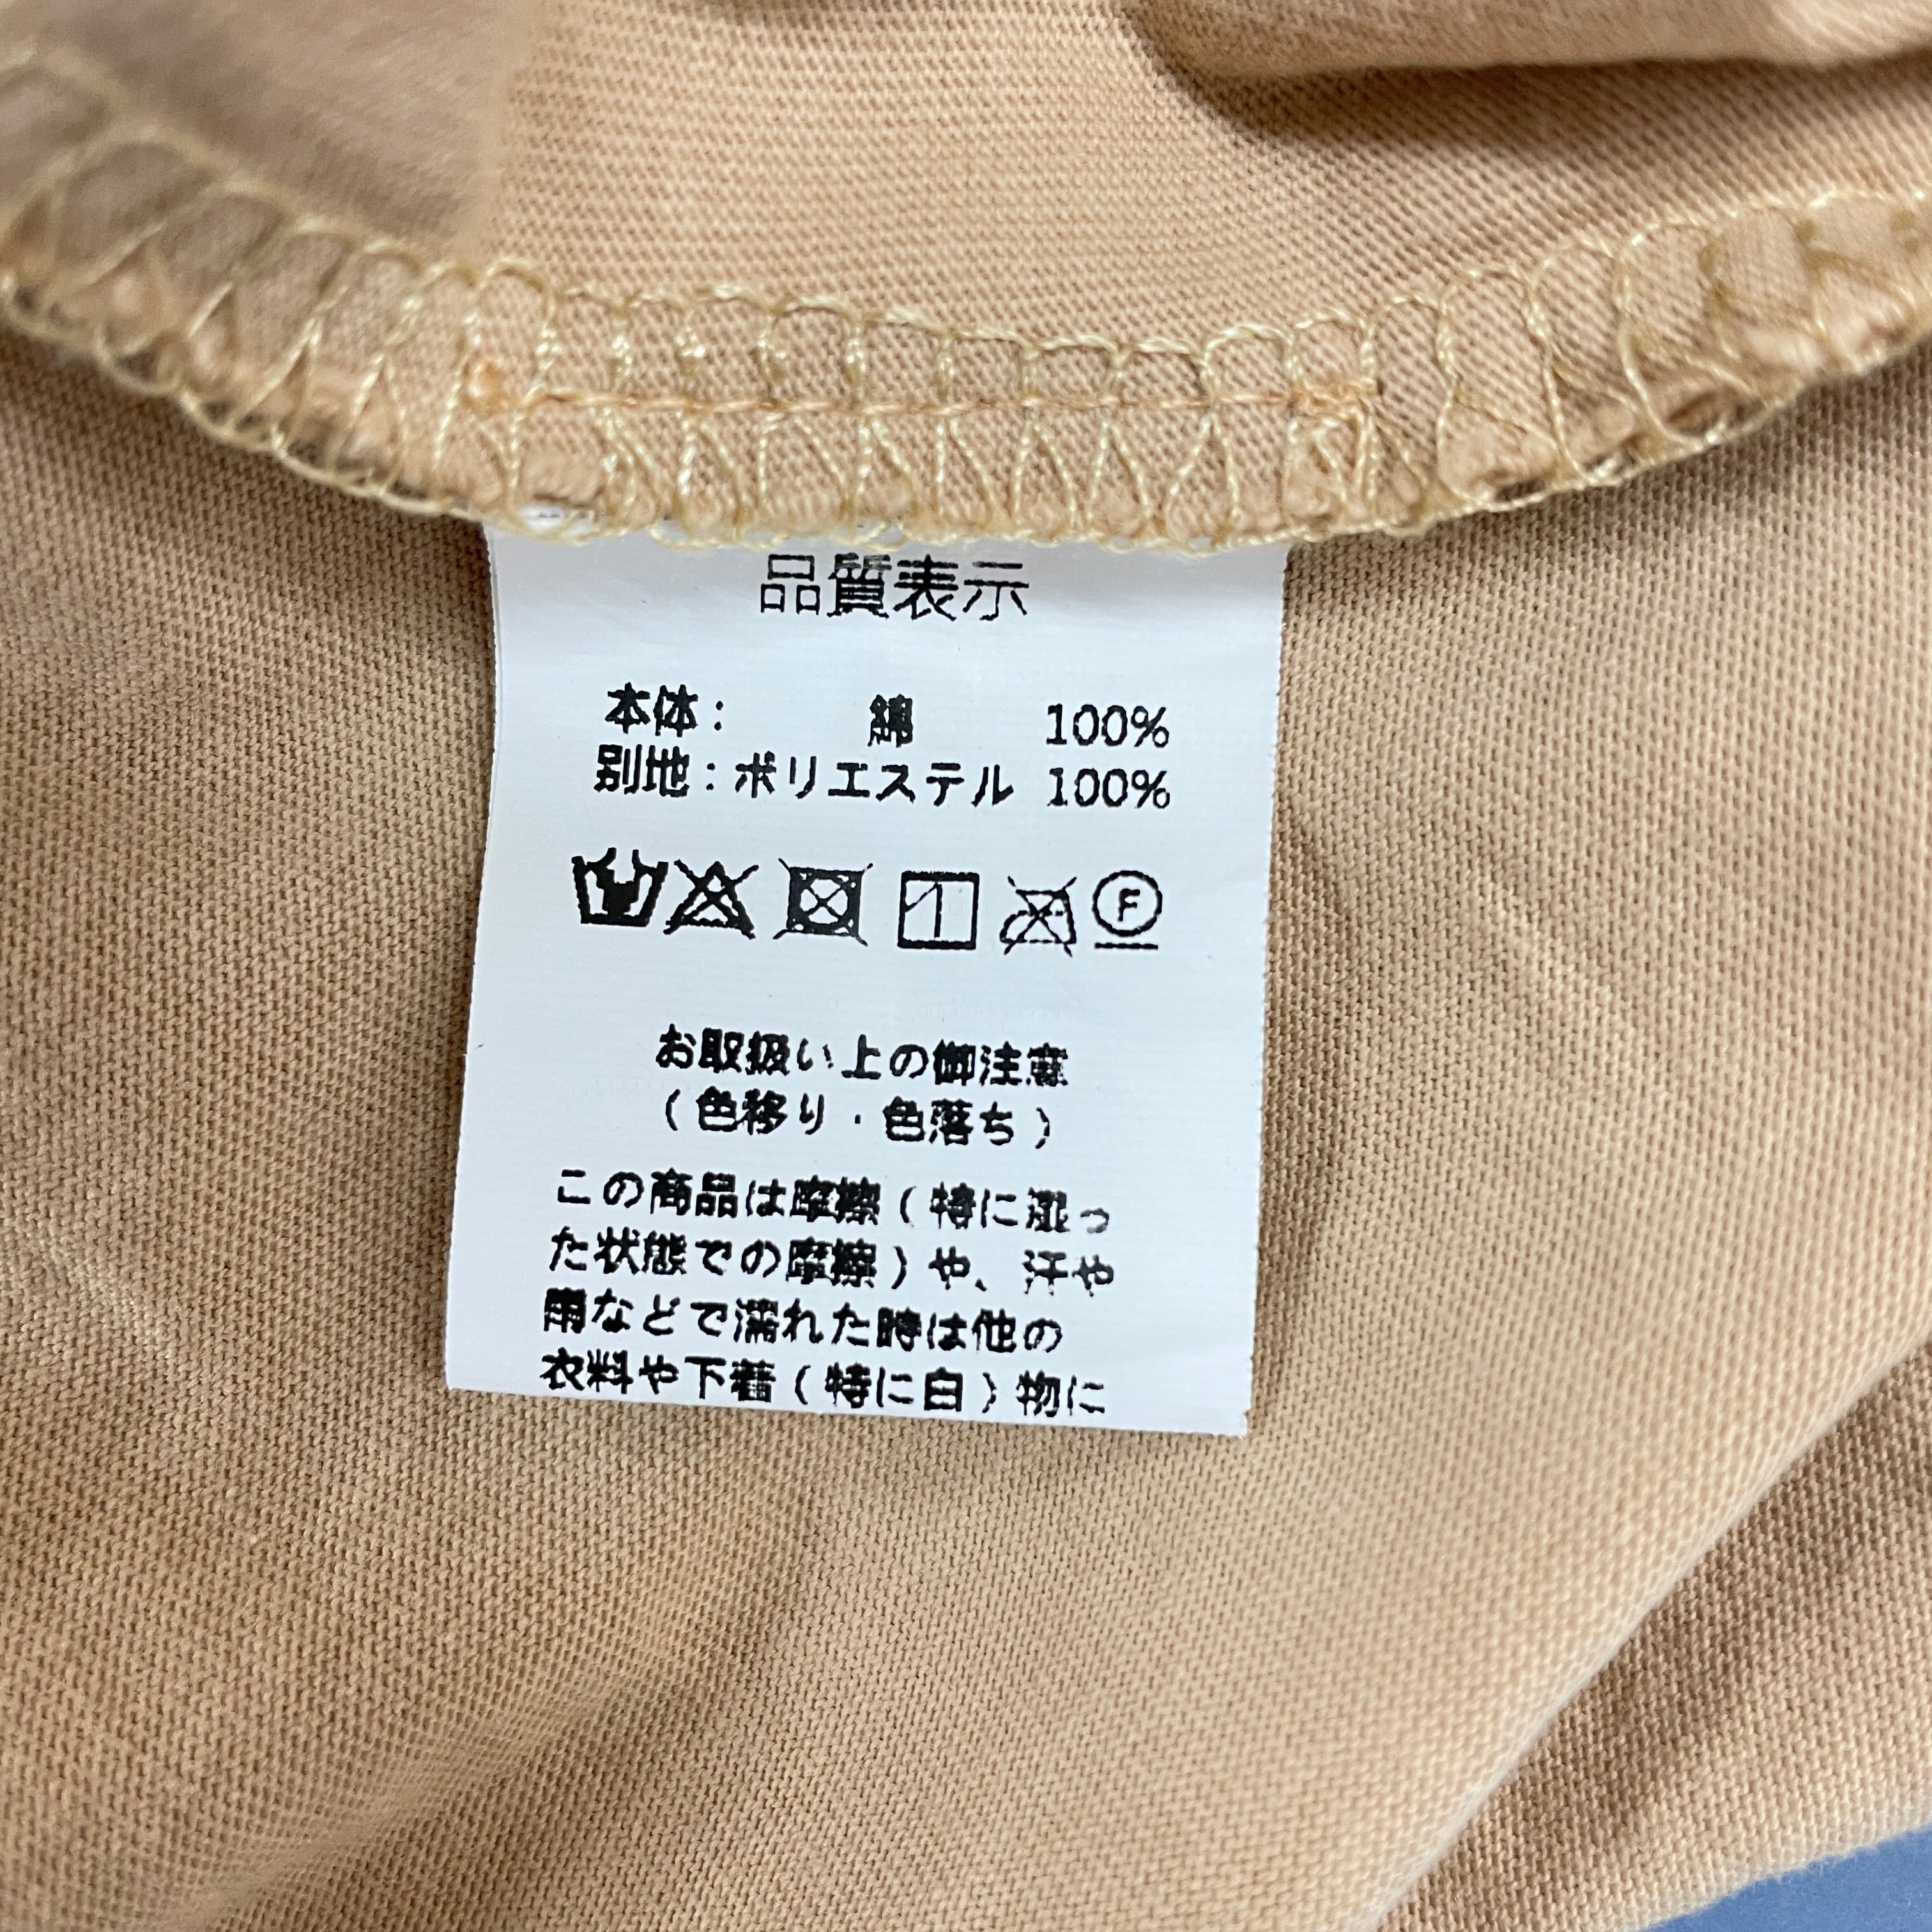 品質表示
本体： 綿 100%
別地：ポリエステル 100%
F
お取扱い上の御注意
（色移り・色落ち）
この商品は摩擦（特に湿っ
た状態での摩擦）や、汗や
雨などで濡れた時は他の
衣料や下着（特に白）物に